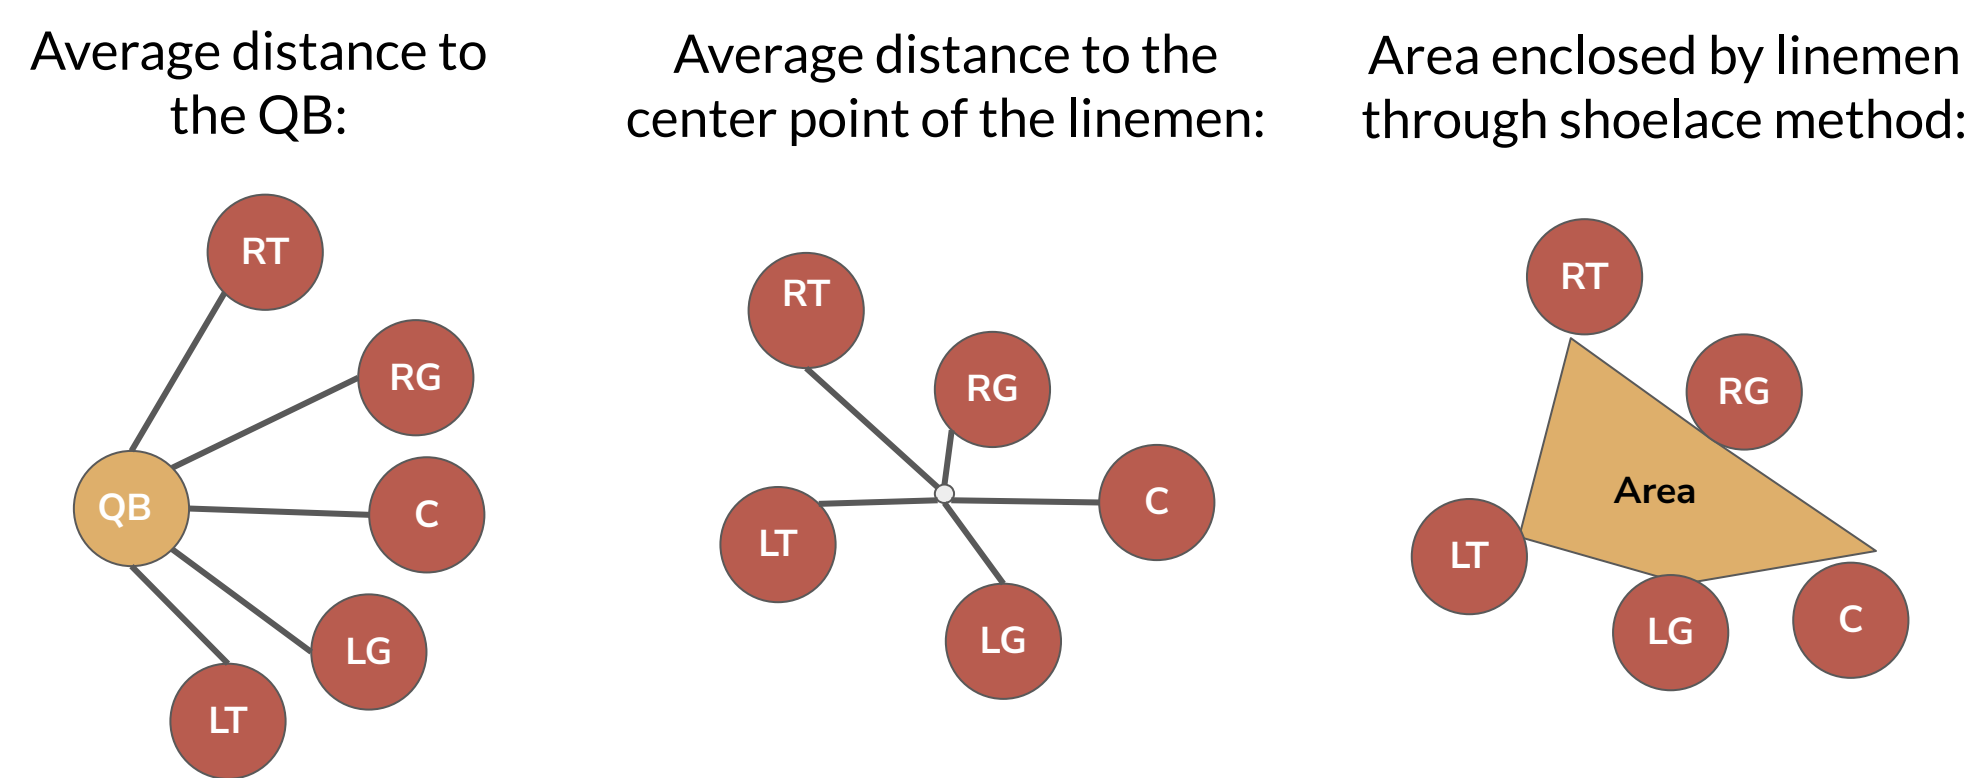 Average distance to
the QB:
RT
RG
QB
C
LG
LT
Average distance to the
center point of the linemen:
RT
RG
C
LT
LG
Area enclosed by linemen
through shoelace method:
RT
RG
Area
LT
LG
C